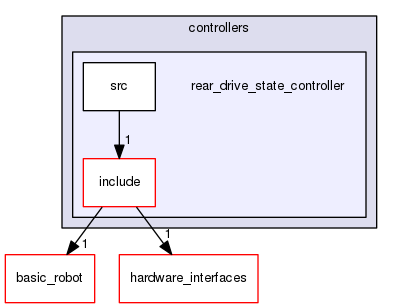 controllers
src
rear_drive_state_controller
1
include
1
1
basic_robot
hardware_interfaces